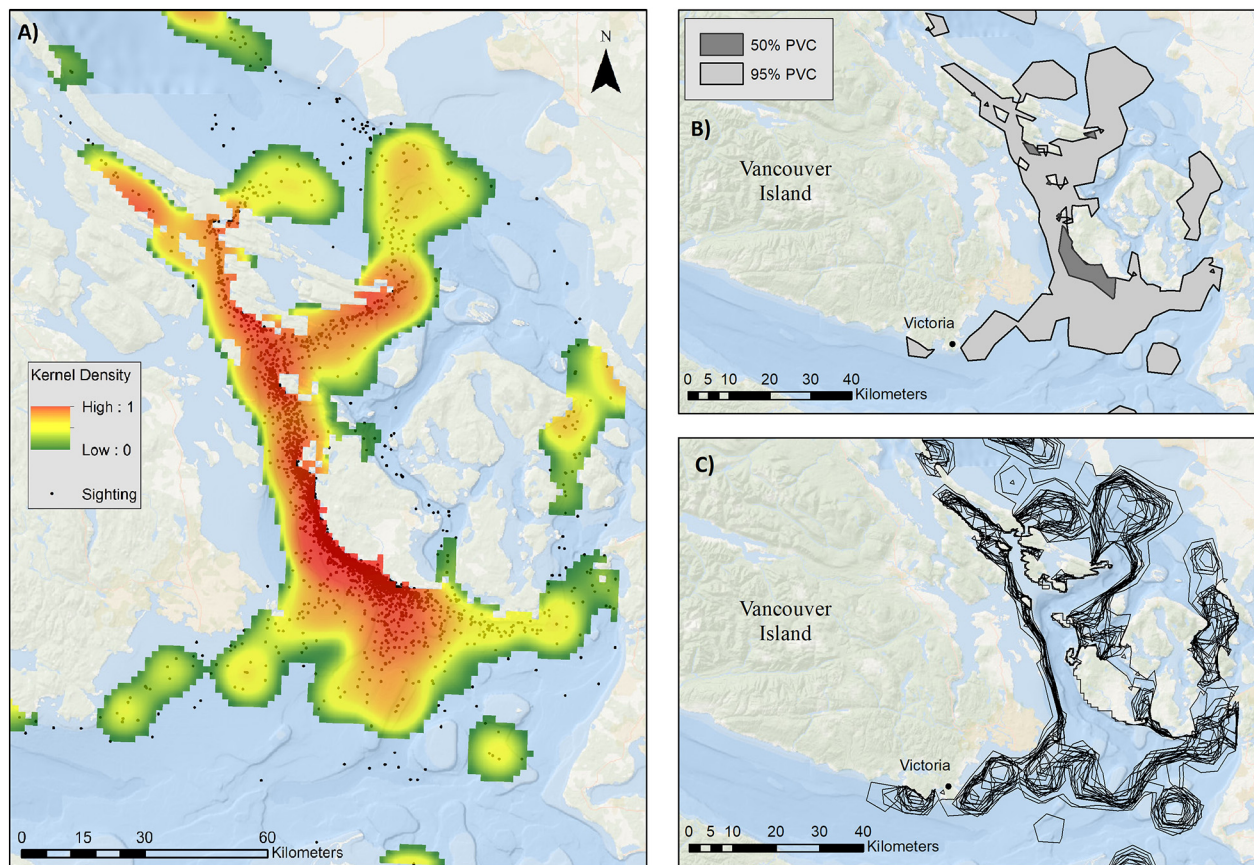 A)
N
Kernel Density
High : 1
Low : 0
Sighting
0 15 30 60
Kilometers
50% PVC
95% PVC
B)
Vancouver
Island
Victoria
0 5 10 20 30 40
Kilometers
C)
Vancouver
Island
Victoria
0 5 10 20 30 40
Kilometers